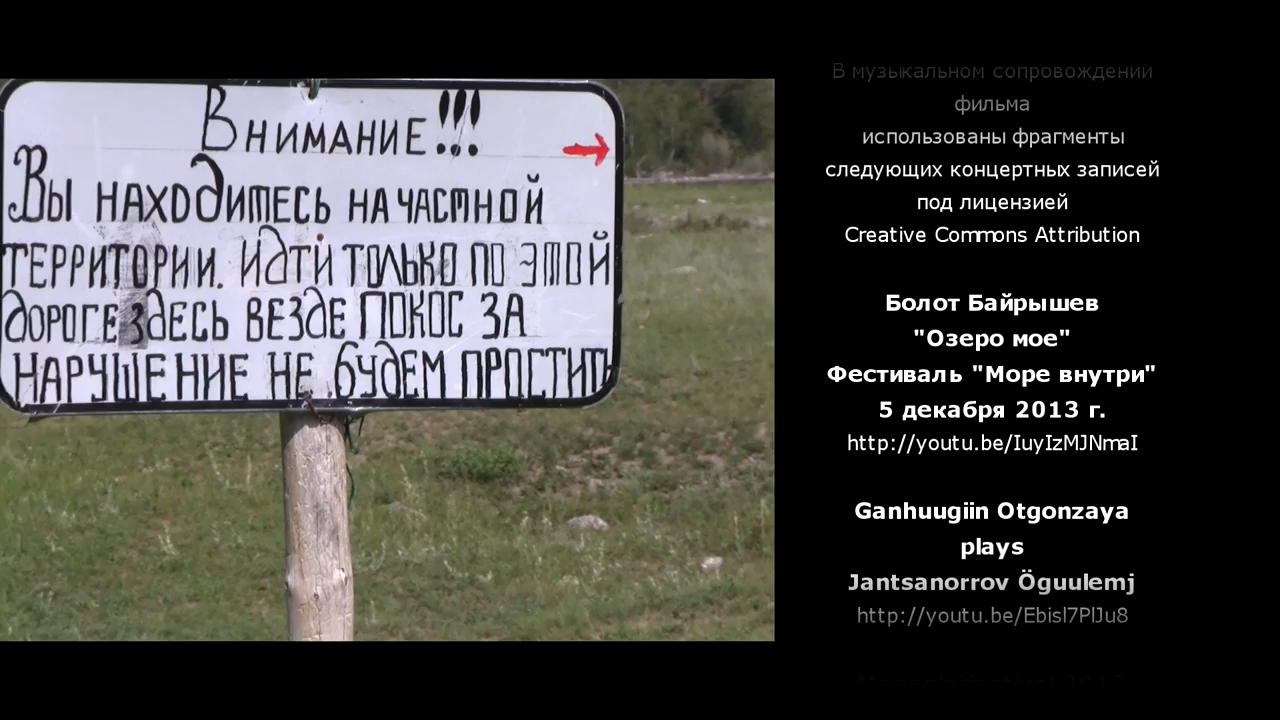 Внимание!!!
Вы находитесь на частной
территории. Идти только по этой
дороге здесь везде покос за
нарушение не будем простить
В музыкальном сопровождении
фильма
использованы фрагменты
следующих концертных записей
под лицензией
Creative Commons Attribution
Болот Байрышев
"Озеро мое"
Фестиваль "Море внутри"
5 декабря 2013 г.
http://youtu.be/IuyIzMJNmaI
Ganhuugiin Otgonzaya
plays
Jantsanorrov Öguulemj
http://youtu.be/Ebisl7PlJu8